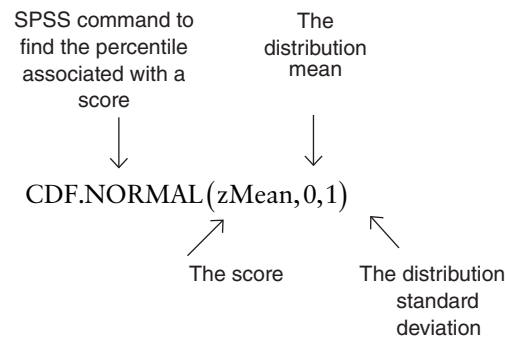 SPSS command to
find the percentile
associated with a
score
The
distribution
mean
CDF.NORMAL(zMean,0,1)
The score
The distribution
standard
deviation